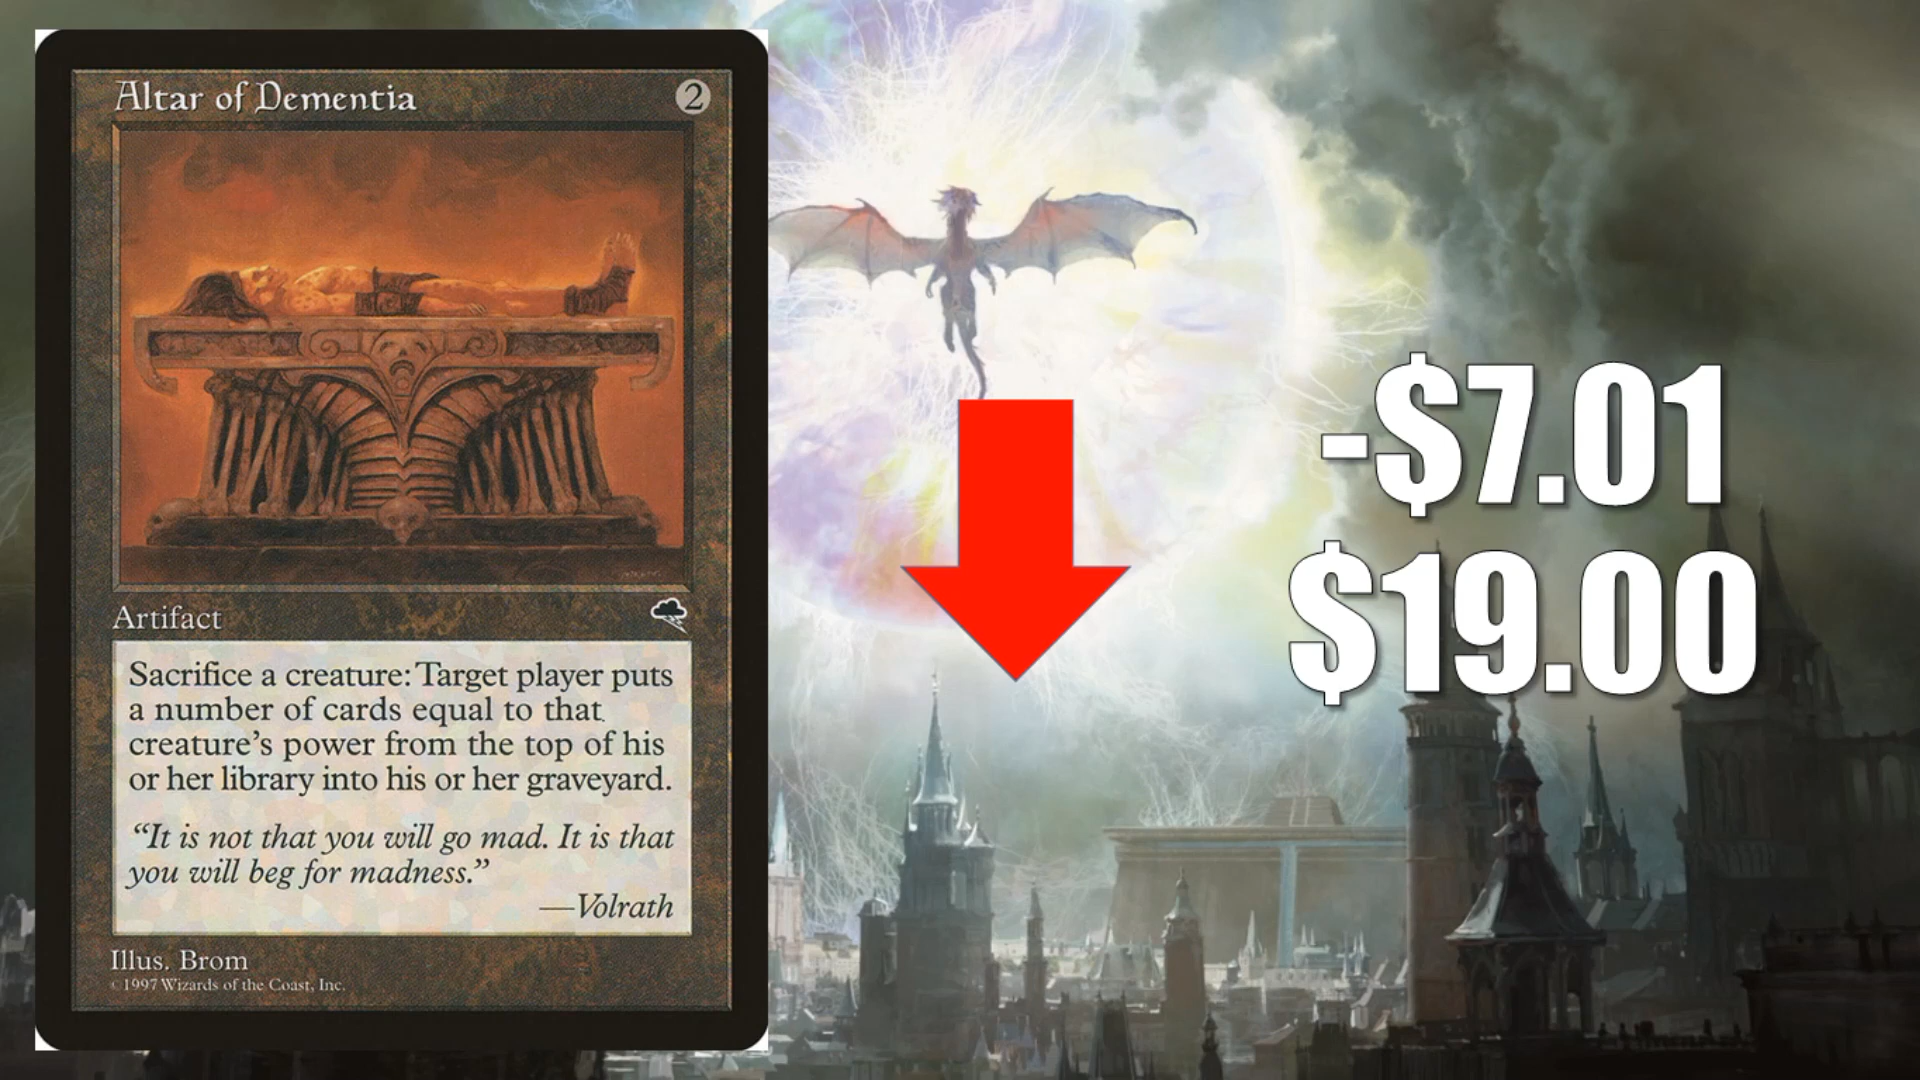 Altar of Dementia
2
Artifact
Sacrifice a creature: Target player puts
a number of cards equal to that
creature's power from the top of his
or her library into his or her graveyard.
“It is not that you will go mad. It is that
you will beg for madness.”
—Volrath
Illus. Brom
© 1997 Wizards of the Coast, Inc.
-$7.01
$19.00